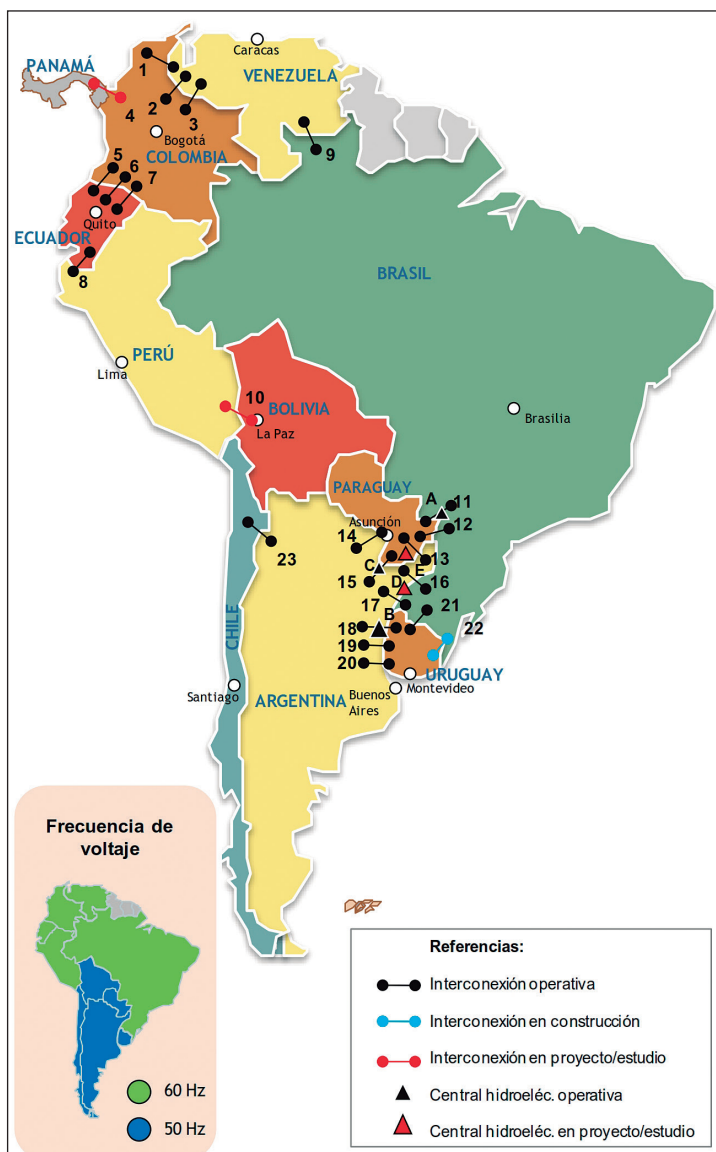 Caracas
PANAMÁ
VENEZUELA
1
2
3
4
Bogotá
COLOMBIA
9
5
6
7
Quito
ECUADOR
8
BRASIL
PERÚ
Lima
10
BOLIVIA
La Paz
Brasilia
PARAGUAY
A
11
12
Asunción
14
13
23
C
E
15
D
16
17
21
B
18
22
19
20
CHILE
URUGUAY
Santiago
ARGENTINA
Buenos
Aires
Montevideo
Frecuencia de
voltaje
60 Hz
50 Hz
Referencias:
Interconexión operativa
Interconexión en construcción
Interconexión en proyecto/estudio
Central hidroeléc. operativa
Central hidroeléc. en proyecto/estudio